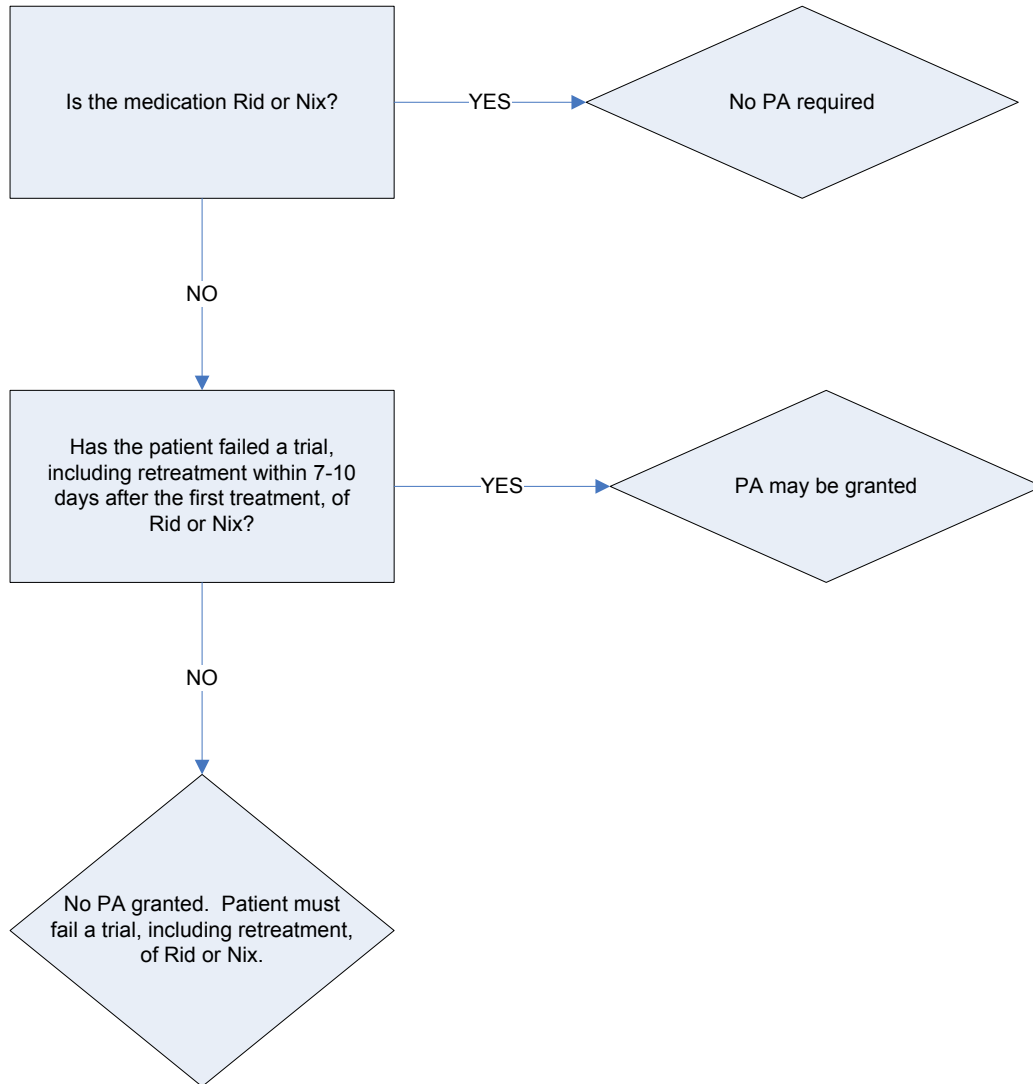 Is the medication Rid or Nix?
YES
No PA required
NO
Has the patient failed a trial,
including retreatment within 7-10
days after the first treatment, of
Rid or Nix?
YES
PA may be granted
NO
No PA granted.  Patient must
fail a trial, including retreatment,
of Rid or Nix.